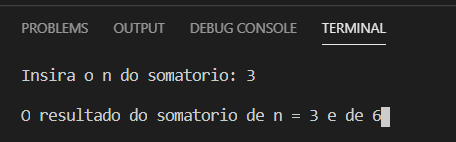 PROBLEMS OUTPUT DEBUG CONSOLE TERMINAL
Insira o n do somatorio: 3
O resultado do somatorio de n = 3 e de 6